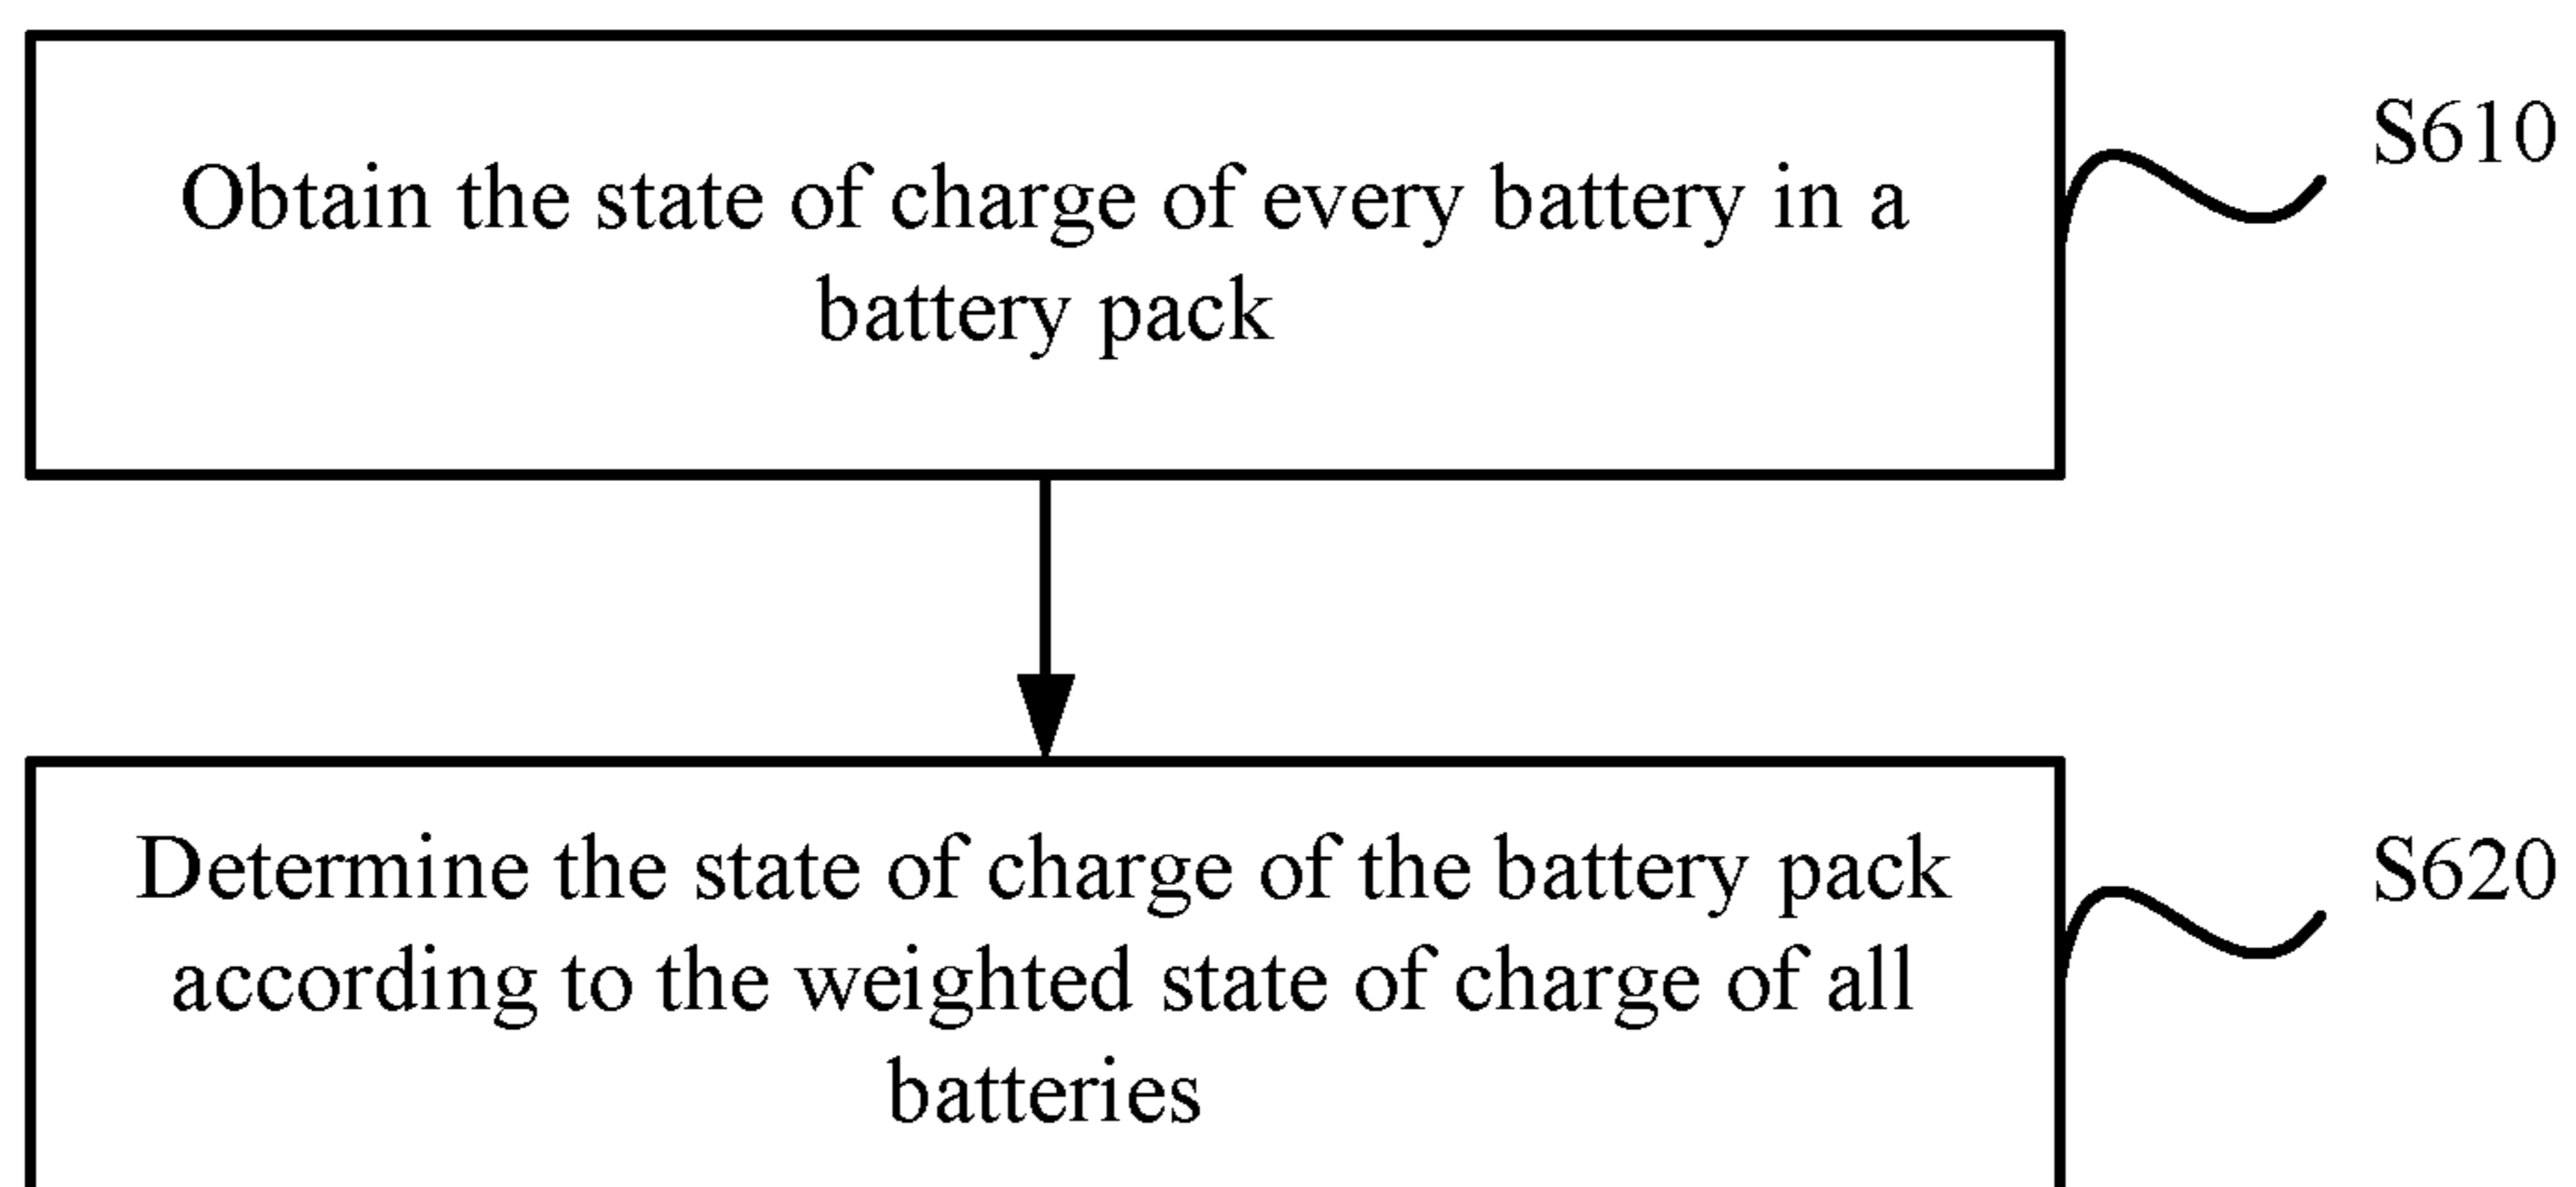 Obtain the state of charge of every battery in a
battery pack
S610
Determine the state of charge of the battery pack
according to the weighted state of charge of all
batteries
S620